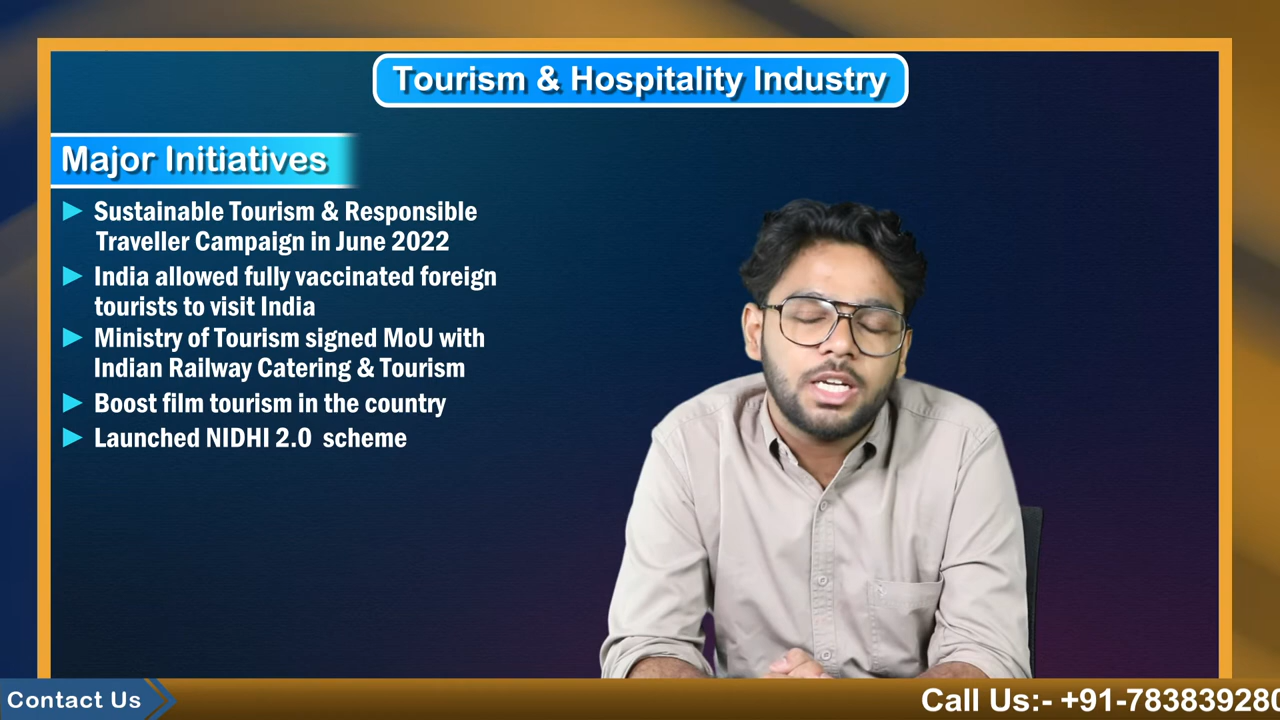 Tourism & Hospitality Industry
Major Initiatives
Sustainable Tourism & Responsible
Traveller Campaign in June 2022
India allowed fully vaccinated foreign
tourists to visit India
Ministry of Tourism signed MoU with
Indian Railway Catering & Tourism
Boost film tourism in the country
Launched NIDHI 2.0 scheme
Contact Us
Call Us:- +91-783839280